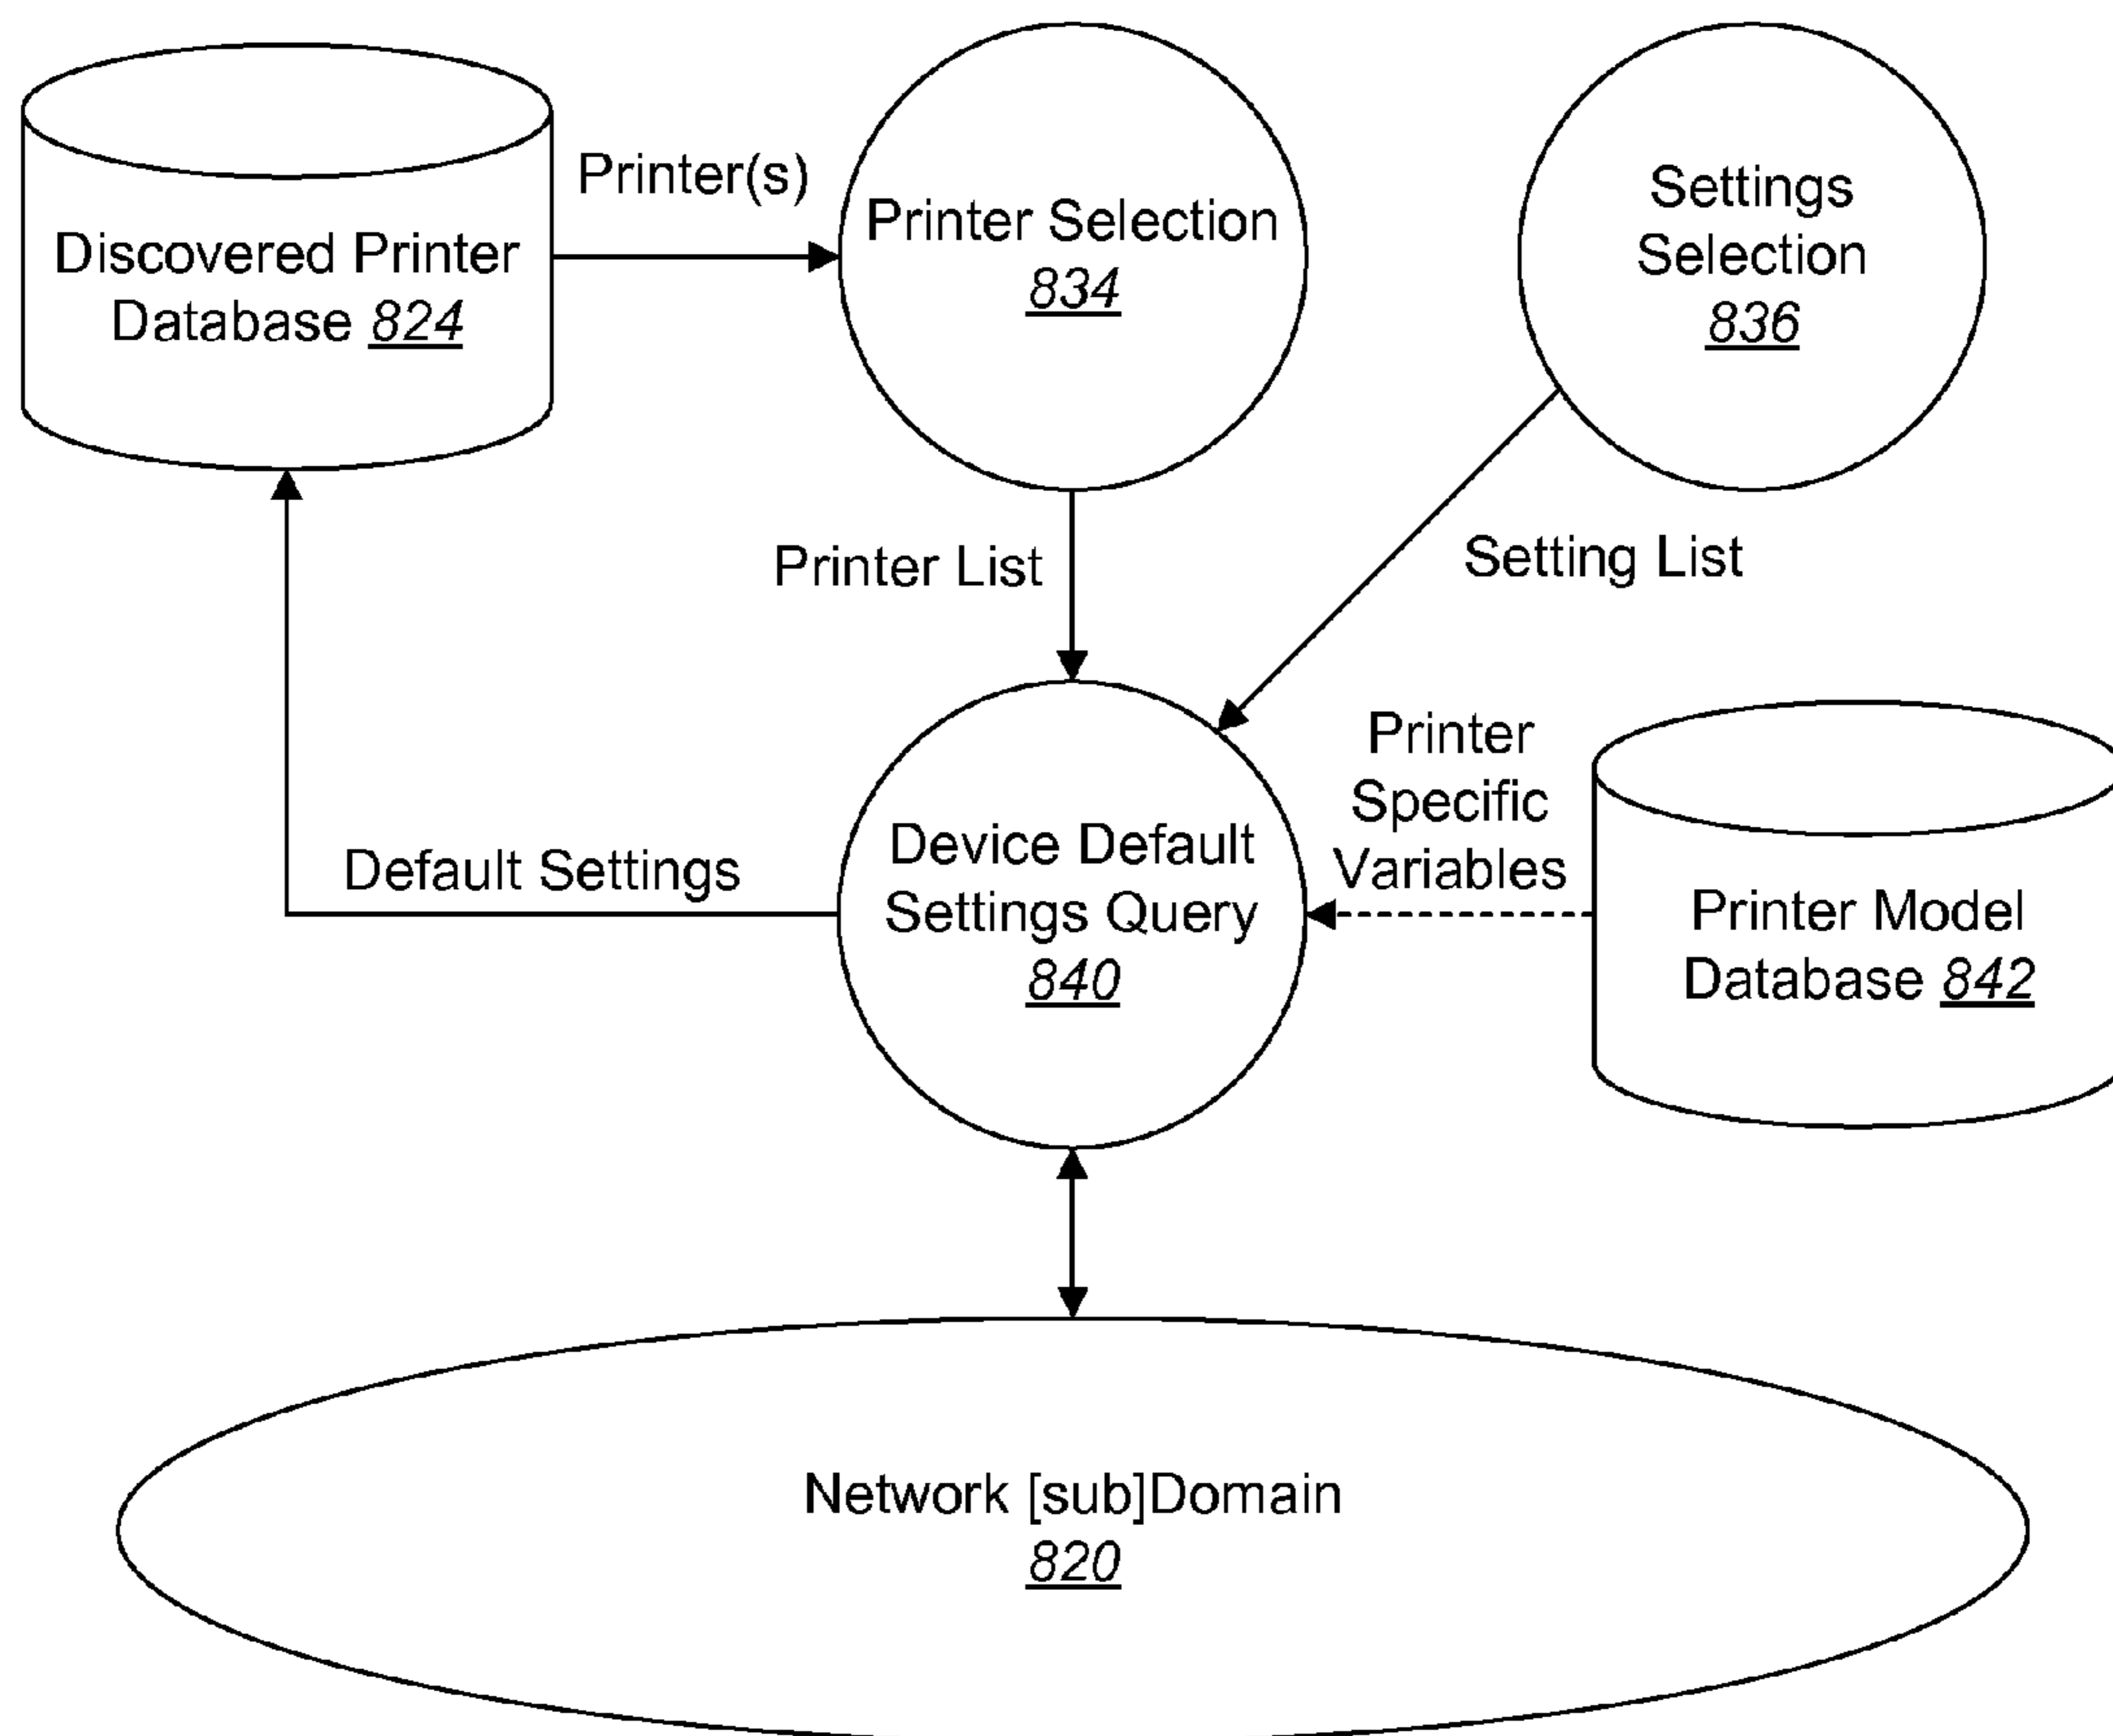 Printer(s)
Discovered Printer
Database 824
Printer Selection
834
Settings
Selection
836
Printer List
Setting List
Printer
Specific
Variables
Default Settings
Device Default
Settings Query
840
Printer Model
Database 842
Network [sub]Domain
820